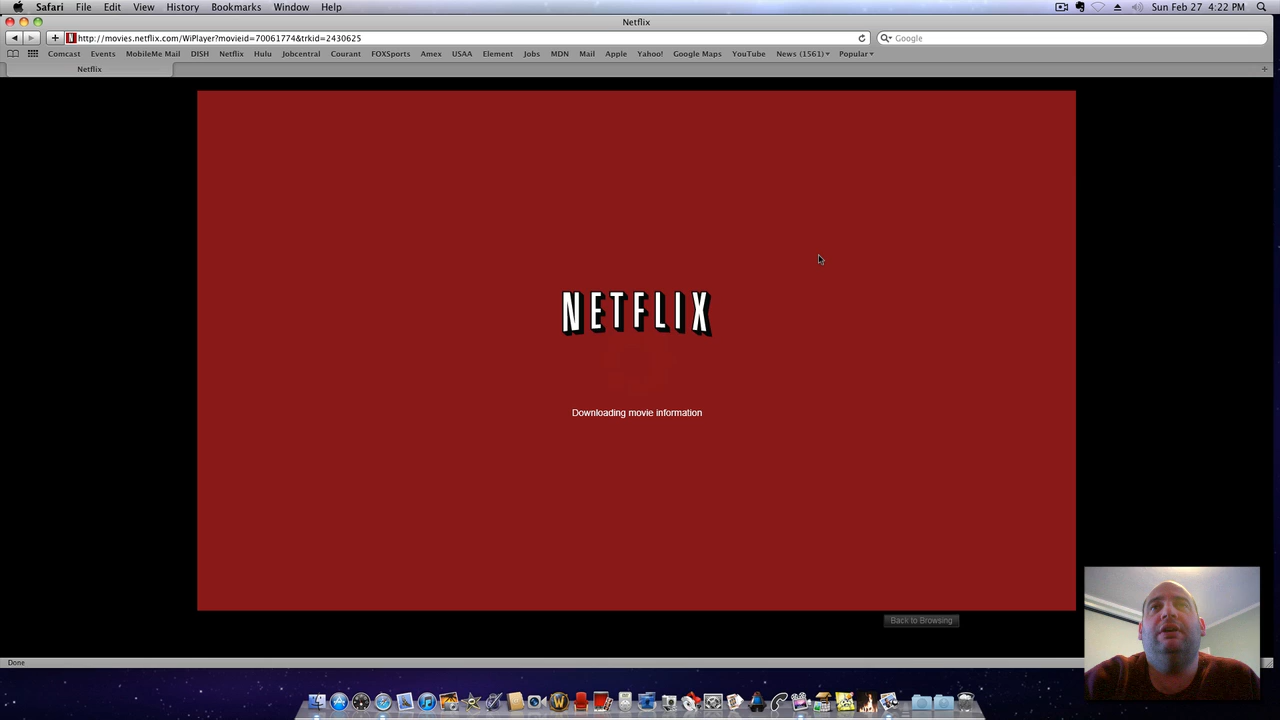 Safari File Edit View History Bookmarks Window Help Sun Feb 27 4:22 PM
Netflix
http://movies.netflix.com/WiPlayer?movieid=70061774&trkid=2430625 Google
Comcast Events MobileMe Mail DISH Netflix Hulu Jobcentral Courant FOXSports Amex USAA Element Jobs MDN Mail Apple Yahoo! Google Maps YouTube News (1561) Popular
Netflix
NETFLIX
Downloading movie information
Back to Browsing
Done